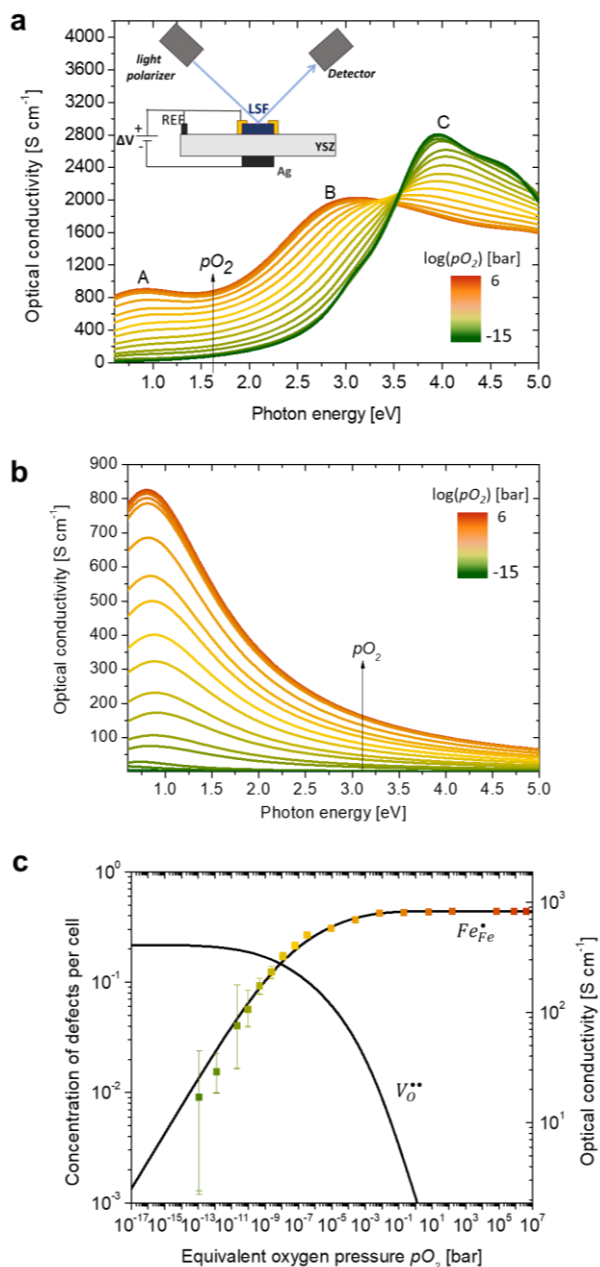 a
4000
3600
3200
2800
2400
2000
1600
1200
800
400
0
Optical conductivity [S cm⁻¹]
light
polarizer
Detector
LSF
REF
ΔV
+
-
YSZ
Ag
A
B
C
pO₂
log(pO₂) [bar]
6
-15
1.0 1.5 2.0 2.5 3.0 3.5 4.0 4.5 5.0
Photon energy [eV]
b
900
800
700
600
500
400
300
200
100
Optical conductivity [S cm⁻¹]
log(pO₂) [bar]
6
-15
pO₂
1.0 1.5 2.0 2.5 3.0 3.5 4.0 4.5 5.0
Photon energy [eV]
c
10⁰
10⁻¹
10⁻²
10⁻³
Concentration of defects per cell
Fe•Fe
V••O
10³
10²
10¹
Optical conductivity [S cm⁻¹]
10⁻¹⁷ 10⁻¹⁵ 10⁻¹³ 10⁻¹¹ 10⁻⁹ 10⁻⁷ 10⁻⁵ 10⁻³ 10⁻¹ 10¹ 10³ 10⁵ 10⁷
Equivalent oxygen pressure pO₂ [bar]